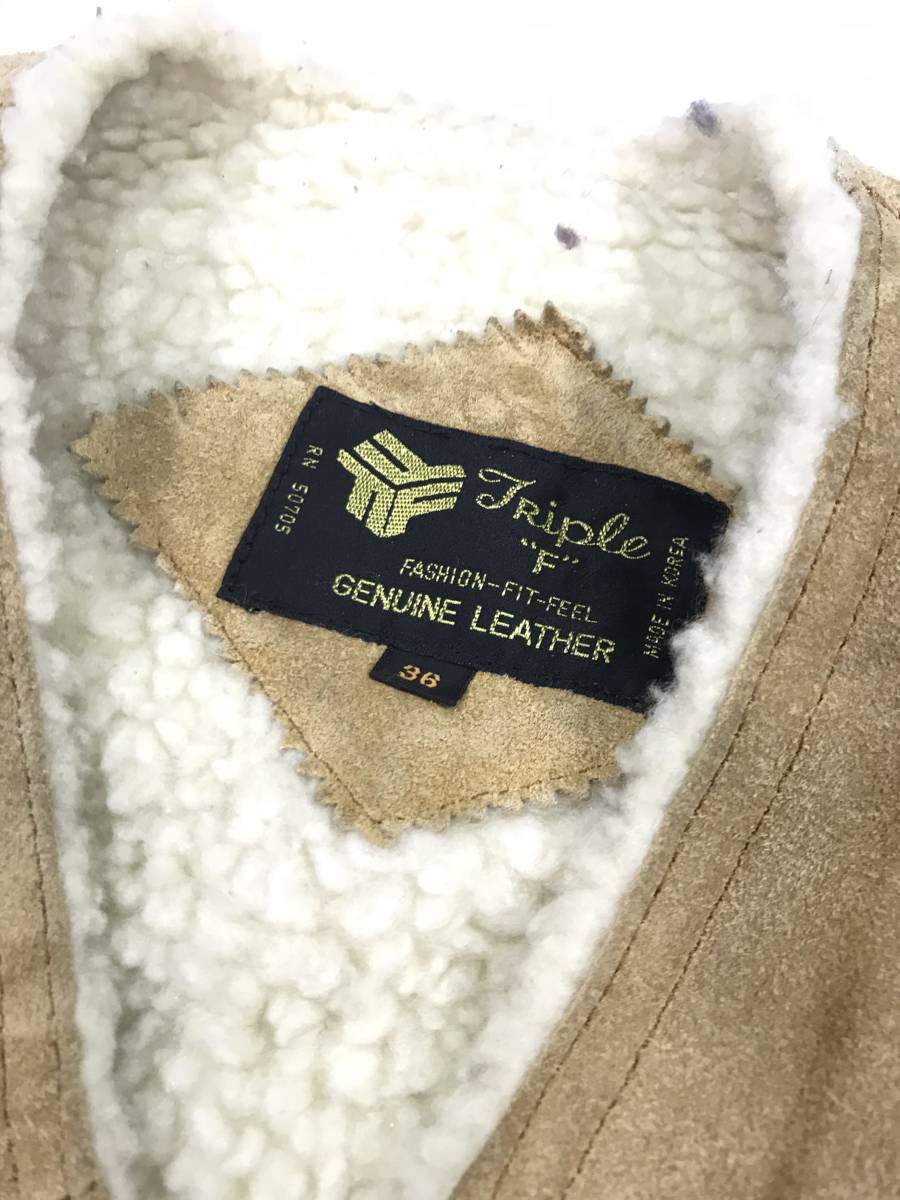 RN 50705
Triple
"F"
FASHION-FIT-FEEL
GENUINE LEATHER
MADE IN KOREA
36